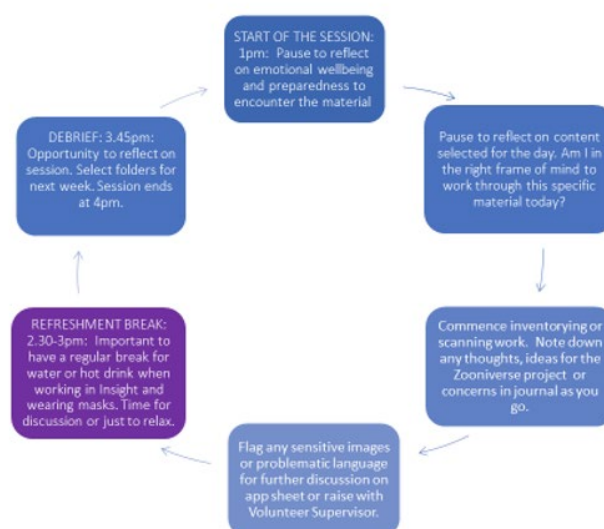 START OF THE SESSION:
1pm: Pause to reflect
on emotional wellbeing
and preparedness to
encounter the material
Pause to reflect on content
selected for the day. Am I in
the right frame of mind to
work through this specific
material today?
Commence inventorying or
scanning work. Note down
any thoughts, ideas for the
Zooniverse project or
concerns in journal as you
go.
Flag any sensitive images
or problematic language
for further discussion on
app sheet or raise with
Volunteer Supervisor.
REFRESHMENT BREAK:
2.30-3pm: Important to
have a regular break for
water or hot drink when
working in Insight and
wearing masks. Time for
discussion or just to relax.
DEBRIEF: 3.45pm:
Opportunity to reflect on
session. Select folders for
next week. Session ends
at 4pm.